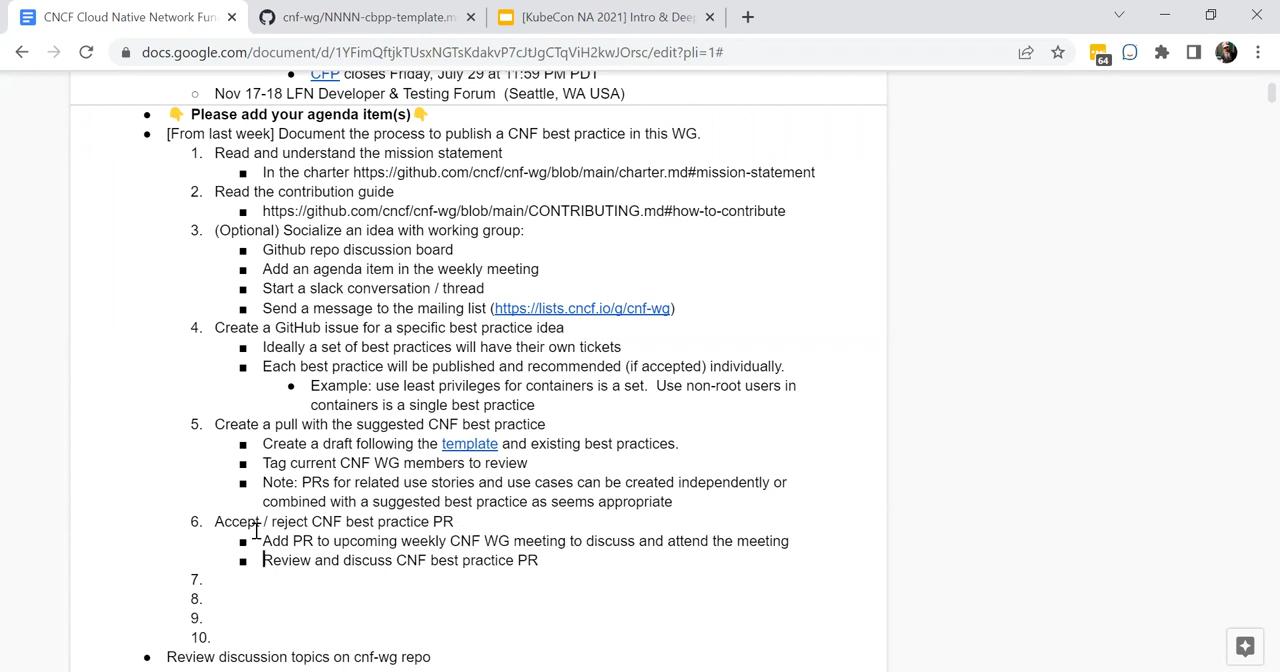 CNCF Cloud Native Network Fun
cnf-wg/NNNN-cbpp-template.m
[KubeCon NA 2021] Intro & Deep
docs.google.com/document/d/1YFimQftjkTUsxNGTsKdakvP7cJtJgCTqViH2kwJOrsc/edit?pli=1#
64
CFP closes Friday, July 29 at 11:59 PM PDT
Nov 17-18 LFN Developer & Testing Forum (Seattle, WA USA)
👇 Please add your agenda item(s)👇
[From last week] Document the process to publish a CNF best practice in this WG.
1. Read and understand the mission statement
In the charter https://github.com/cncf/cnf-wg/blob/main/charter.md#mission-statement
2. Read the contribution guide
https://github.com/cncf/cnf-wg/blob/main/CONTRIBUTING.md#how-to-contribute
3. (Optional) Socialize an idea with working group:
Github repo discussion board
Add an agenda item in the weekly meeting
Start a slack conversation / thread
Send a message to the mailing list (https://lists.cncf.io/g/cnf-wg)
4. Create a GitHub issue for a specific best practice idea
Ideally a set of best practices will have their own tickets
Each best practice will be published and recommended (if accepted) individually.
Example: use least privileges for containers is a set. Use non-root users in
containers is a single best practice
5. Create a pull with the suggested CNF best practice
Create a draft following the template and existing best practices.
Tag current CNF WG members to review
Note: PRs for related use stories and use cases can be created independently or
combined with a suggested best practice as seems appropriate
6. Accept / reject CNF best practice PR
Add PR to upcoming weekly CNF WG meeting to discuss and attend the meeting
Review and discuss CNF best practice PR
7.
8.
9.
10.
Review discussion topics on cnf-wg repo